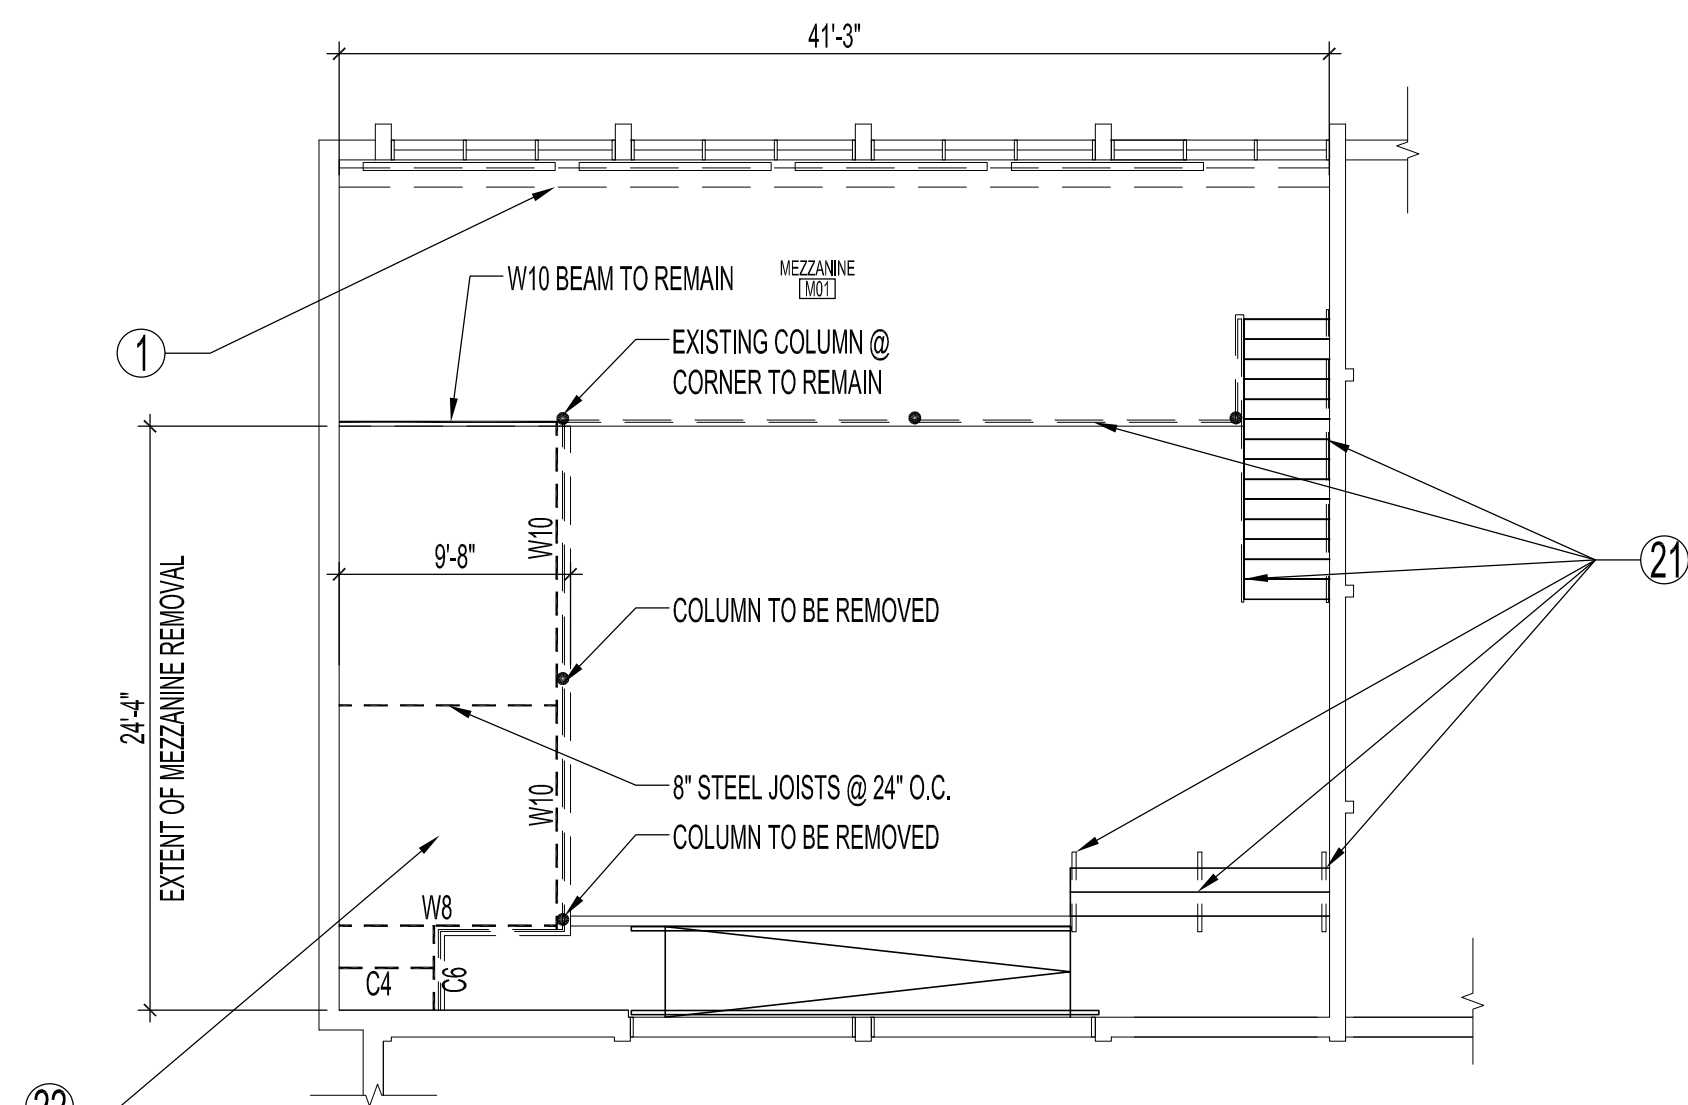 41'-3"
W10 BEAM TO REMAIN
MEZZANINE
M01
1
EXISTING COLUMN @
CORNER TO REMAIN
W10
9'-8"
21
COLUMN TO BE REMOVED
24'-4"
EXTENT OF MEZZANINE REMOVAL
8" STEEL JOISTS @ 24" O.C.
W10
COLUMN TO BE REMOVED
W8
C4
C6